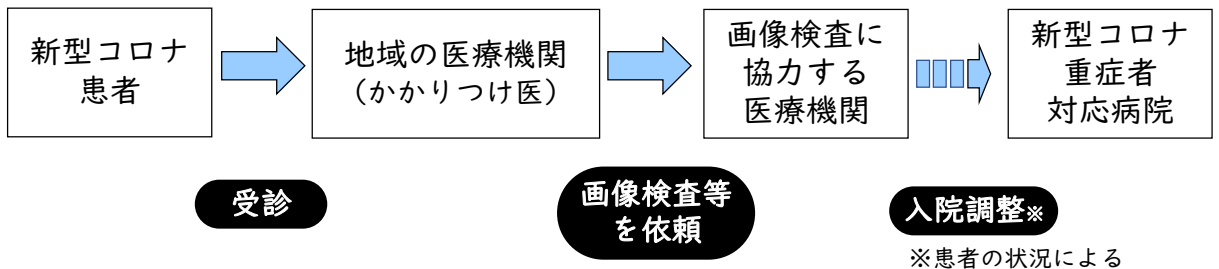 新型コロナ
患者
地域の医療機関
（かかりつけ医）
画像検査に
協力する
医療機関
新型コロナ
重症者
対応病院
受診
画像検査等
を依頼
入院調整※
※患者の状況による